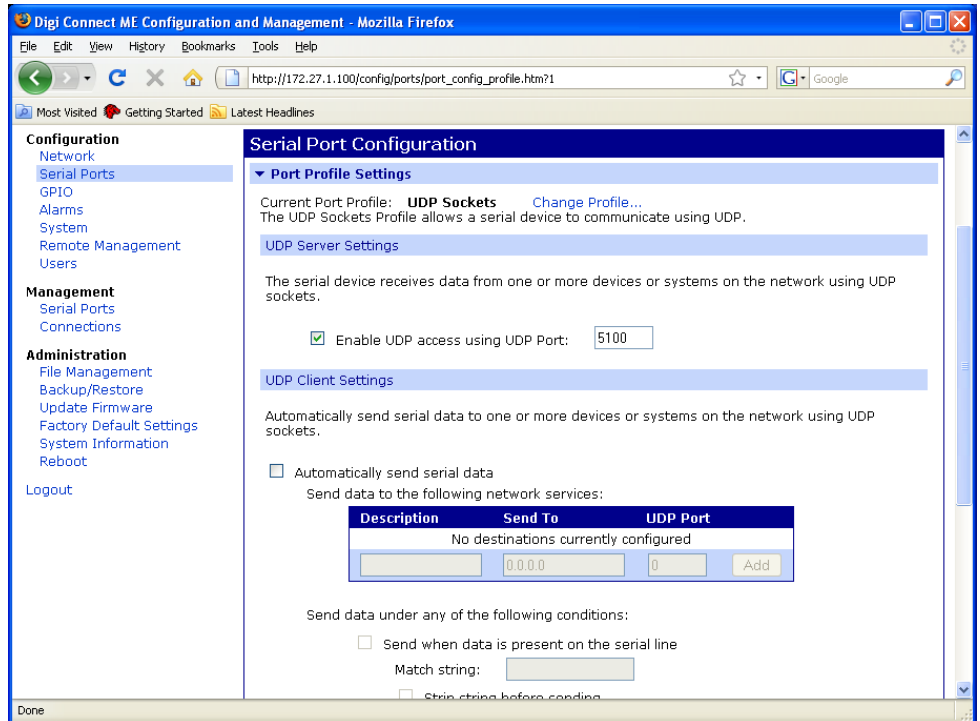 Digi Connect ME Configuration and Management - Mozilla Firefox
File Edit View History Bookmarks Tools Help
http://172.27.1.100/config/ports/port_config_profile.htm?1
G Google
Most Visited Getting Started Latest Headlines
Configuration
Network
Serial Ports
GPIO
Alarms
System
Remote Management
Users
Management
Serial Ports
Connections
Administration
File Management
Backup/Restore
Update Firmware
Factory Default Settings
System Information
Reboot
Logout
Serial Port Configuration
Port Profile Settings
Current Port Profile: UDP Sockets Change Profile...
The UDP Sockets Profile allows a serial device to communicate using UDP.
UDP Server Settings
The serial device receives data from one or more devices or systems on the network using UDP
sockets.
Enable UDP access using UDP Port: 5100
UDP Client Settings
Automatically send serial data to one or more devices or systems on the network using UDP
sockets.
Automatically send serial data
Send data to the following network services:
Description Send To UDP Port
No destinations currently configured
0.0.0.0 0 Add
Send data under any of the following conditions:
Send when data is present on the serial line
Match string:
Strip string before sending
Done